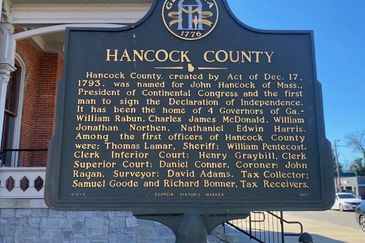 GEORGIA
1776
HANCOCK COUNTY
Hancock County, created by Act of Dec. 17,
1793, was named for John Hancock of Mass.,
President of Continental Congress and the first
man to sign the Declaration of Independence.
It has been the home of 4 Governors of Ga.-
William Rabun, Charles James McDonald, William
Jonathan Northen, Nathaniel Edwin Harris.
Among the first officers of Hancock County
were: Thomas Lamar, Sheriff: William Pentecost,
Clerk Inferior Court: Henry Graybill, Clerk
Superior Court: Daniel Conner, Coroner: John
Ragan, Surveyor: David Adams, Tax Collector:
Samuel Goode and Richard Bonner, Tax Receivers.
GEORGIA HISTORIC MARKER